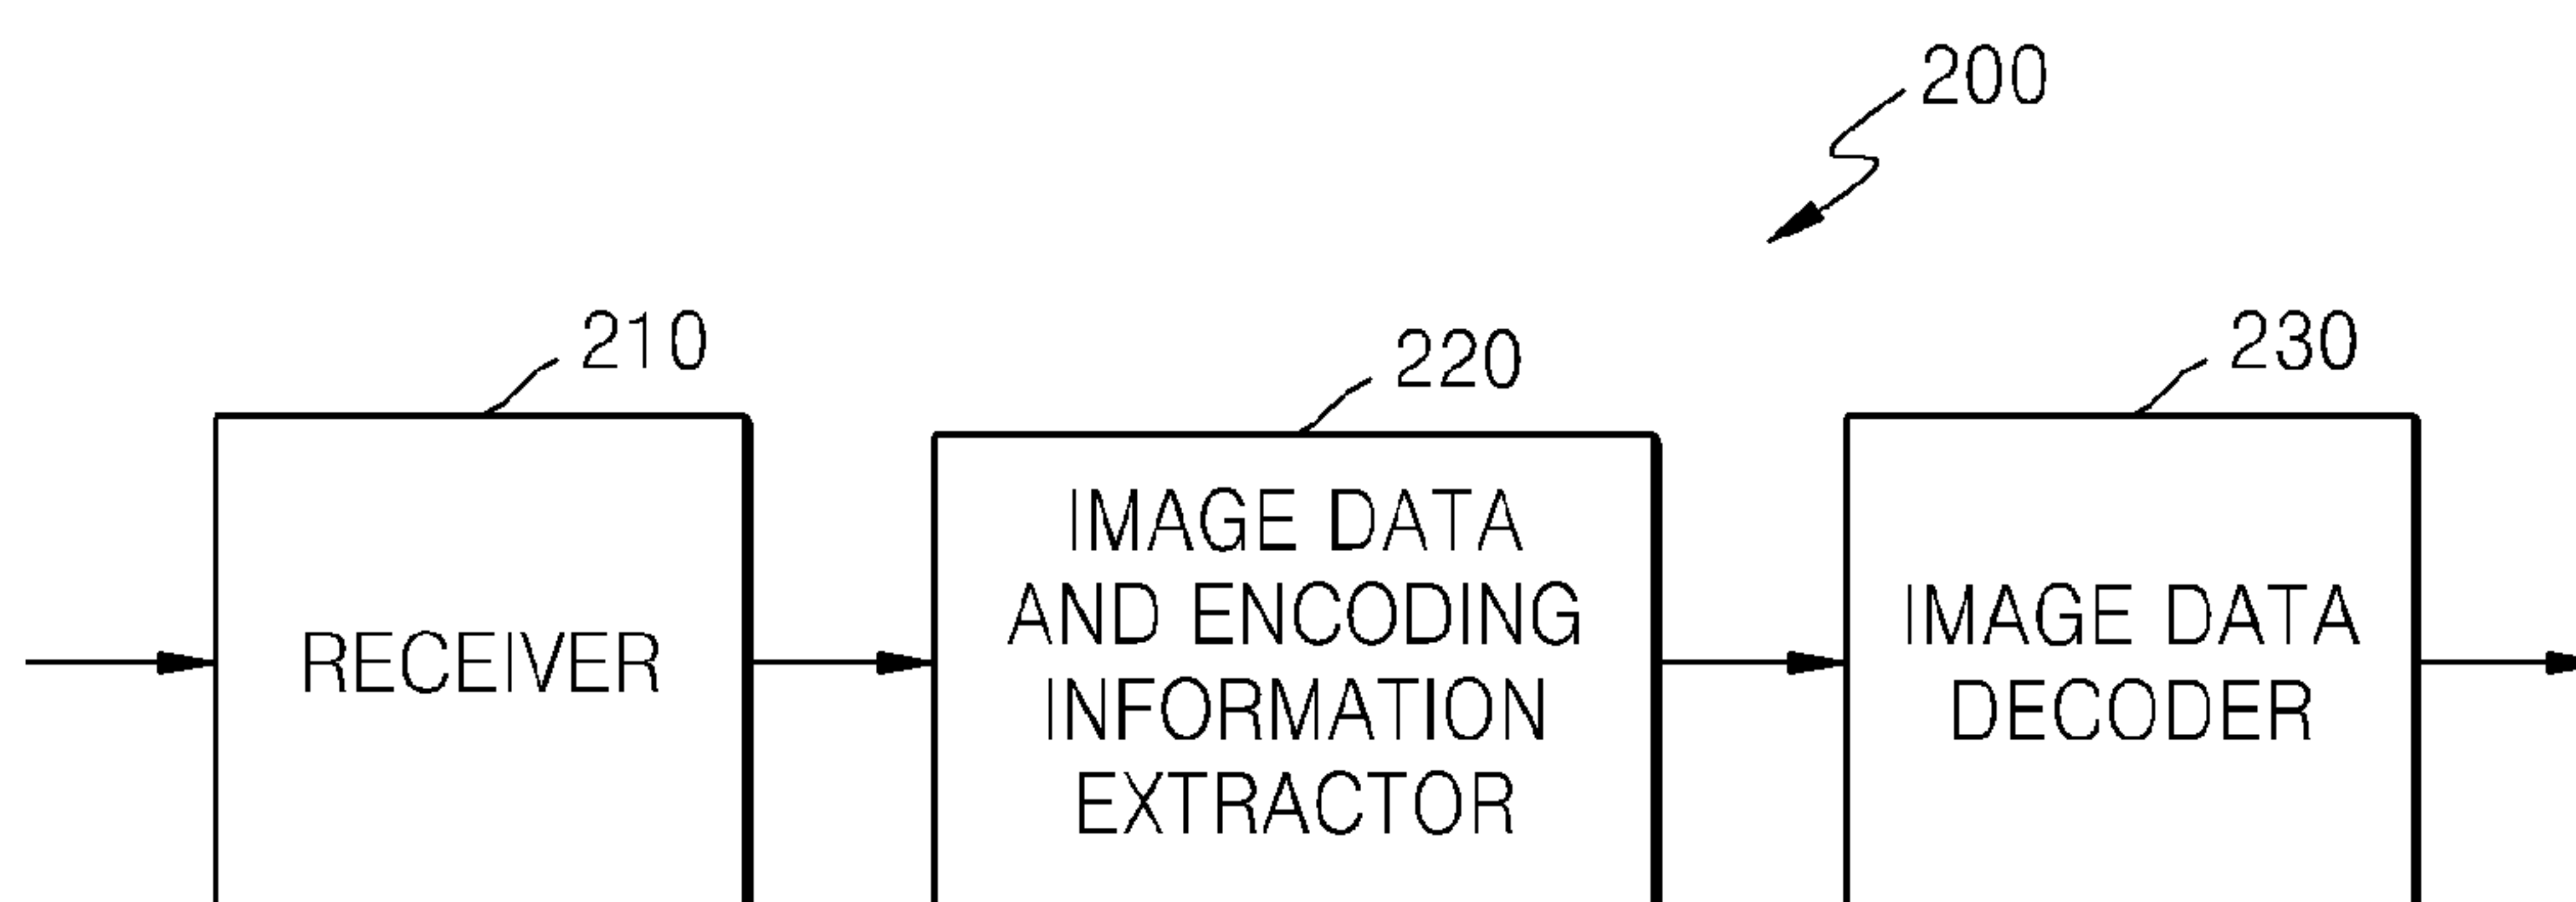 200
210
220
230
RECEIVER
IMAGE DATA
AND ENCODING
INFORMATION
EXTRACTOR
IMAGE DATA
DECODER